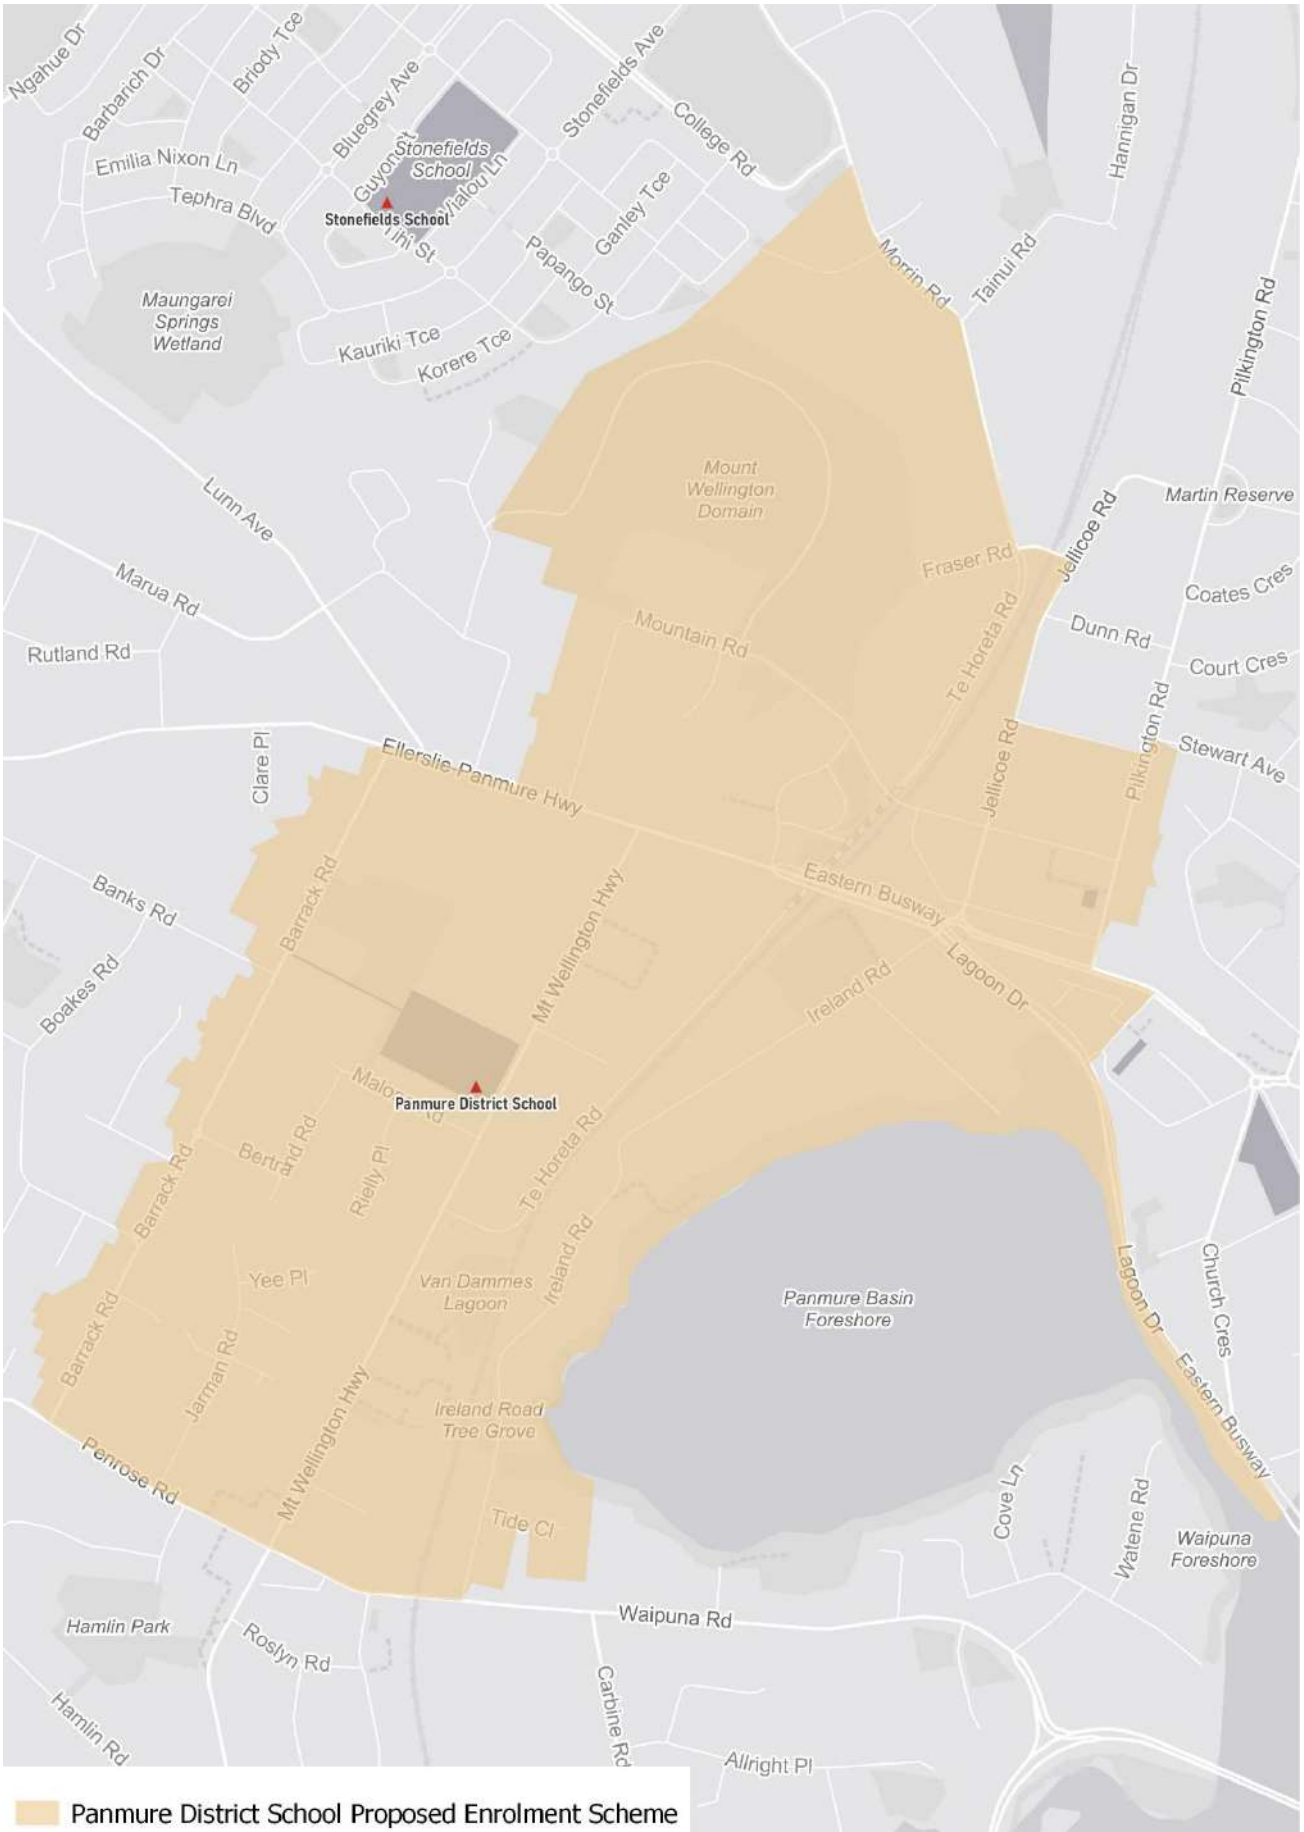 Ngahue Dr
Barbarich Dr
Briody Tce
Bluegrey Ave
Stonefields Ave
College Rd
Hannigan Dr
Emilia Nixon Ln
Guyon St
Stonefields
School
Vialou Ln
Stonefields School
Tihi St
Tephra Blvd
Ganley Tce
Papango St
Morrin Rd
Tainui Rd
Pilkington Rd
Maungarei
Springs
Wetland
Kauriki Tce
Korere Tce
Lunn Ave
Mount
Wellington
Domain
Martin Reserve
Jellicoe Rd
Fraser Rd
Marua Rd
Coates Cres
Rutland Rd
Mountain Rd
Te Horeta Rd
Dunn Rd
Court Cres
Clare Pl
Ellerslie-Panmure Hwy
Jellicoe Rd
Pilkington Rd
Stewart Ave
Banks Rd
Barrack Rd
Mt Wellington Hwy
Eastern Busway
Lagoon Dr
Ireland Rd
Boakes Rd
Panmure District School
Bertrand Rd
Rielly Pl
Te Horeta Rd
Barrack Rd
Ireland Rd
Yee Pl
Van Dammes
Lagoon
Panmure Basin
Foreshore
Lagoon Dr
Church Cres
Barrack Rd
Jarman Rd
Mt Wellington Hwy
Ireland Road
Tree Grove
Eastern Busway
Penrose Rd
Tide Cl
Cove Ln
Watene Rd
Waipuna
Foreshore
Hamlin Park
Roslyn Rd
Waipuna Rd
Carbine Rd
Hamlin Rd
Allright Pl
Panmure District School Proposed Enrolment Scheme